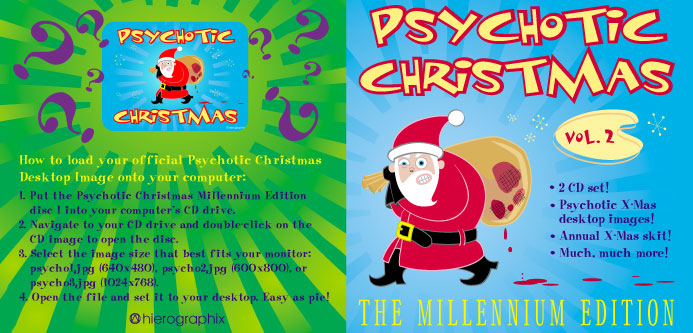 PSYCHOTIC
CHRISTMAS
How to load your official Psychotic Christmas
Desktop Image onto your computer:
1. Put the Psychotic Christmas Millennium Edition
disc 1 into your computer's CD drive.
2. Navigate to your CD drive and double-click on the
CD image to open the disc.
3. Select the image size that best fits your monitor:
psycho1.jpg (640x480), psycho2.jpg (600x800), or
psycho3.jpg (1024x768).
4. Open the file and set it to your desktop. Easy as pie!
hierographix
PSYCHOTIC
CHRISTMAS
VOL. 2
• 2 CD set!
• Psychotic X-Mas
desktop images!
• Annual X-Mas skit!
• Much, much more!
THE MILLENNIUM EDITION